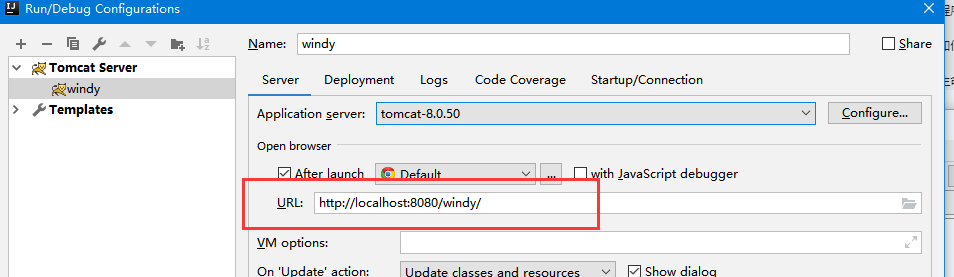 Run/Debug Configurations
Name: windy
Share
Tomcat Server
windy
Templates
Server Deployment Logs Code Coverage Startup/Connection
Application server: tomcat-8.0.50 Configure...
Open browser
After launch Default ... with JavaScript debugger
URL: http://localhost:8080/windy/
VM options:
On 'Update' action: Update classes and resources Show dialog